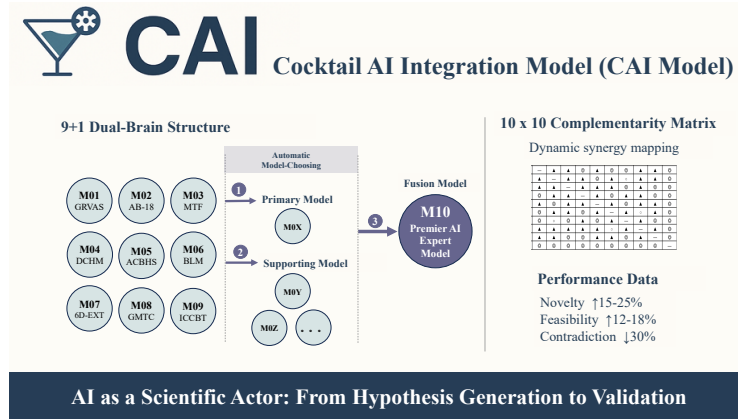 CAI
Cocktail AI Integration Model (CAI Model)
9+1 Dual-Brain Structure
M01
GRVAS
M02
AB-18
M03
MTF
M04
DCHM
M05
ACBHS
M06
BLM
M07
6D-EXT
M08
GMTC
M09
ICCBT
Automatic
Model-Choosing
1
Primary Model
M0X
2
Supporting Model
M0Y
M0Z
...
3
Fusion Model
M10
Premier AI
Expert
Model
10 x 10 Complementarity Matrix
Dynamic synergy mapping
Performance Data
Novelty ↑15-25%
Feasibility ↑12-18%
Contradiction ↓30%
AI as a Scientific Actor: From Hypothesis Generation to Validation